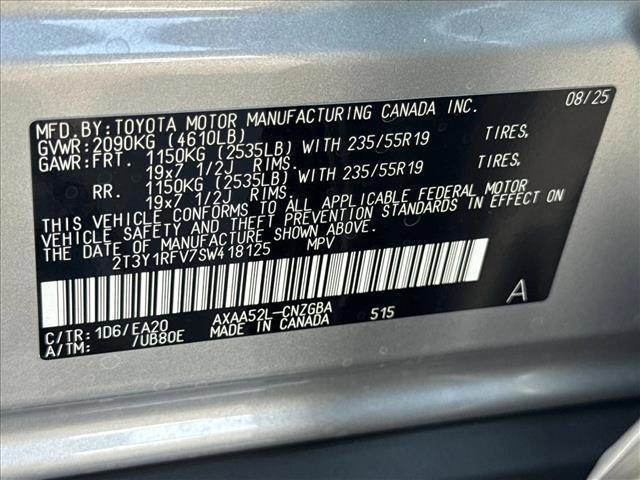 MFD.BY:TOYOTA MOTOR MANUFACTURING CANADA INC. 08/25
GVWR:2090KG (4610LB)
GAWR:FRT. 1150KG (2535LB) WITH 235/55R19 TIRES,
19x7 1/2J RIMS.
RR. 1150KG (2535LB) WITH 235/55R19 TIRES,
19x7 1/2J RIMS.
THIS VEHICLE CONFORMS TO ALL APPLICABLE FEDERAL MOTOR
VEHICLE SAFETY AND THEFT PREVENTION STANDARDS IN EFFECT ON
THE DATE OF MANUFACTURE SHOWN ABOVE.
2T3Y1RFV7SW418125 MPV
A
C/TR:1D6/EA20 AXAA52L-CNZGBA 515
A/TM: /UB80E MADE IN CANADA